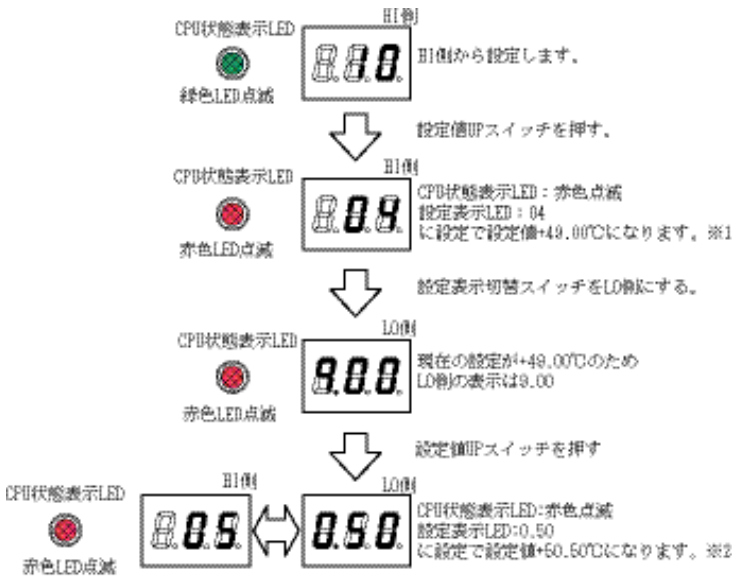 HI側
CPU状態表示LED
10
HI側から設定します。
緑色LED点滅
設定値UPスイッチを押す。
HI側
CPU状態表示LED
04
CPU状態表示LED：赤色点滅
設定表示LED：04
に設定で設定値+49.00℃になります。※1
赤色LED点滅
設定表示切替スイッチをLO側にする。
LO側
CPU状態表示LED
9.00
現在の設定が+49.00℃のため
LO側の表示は9.00
赤色LED点滅
設定値UPスイッチを押す
HI側
LO側
CPU状態表示LED
05
0.50
CPU状態表示LED:赤色点滅
設定表示LED:0.50
に設定で設定値+50.50℃になります。※2
赤色LED点滅